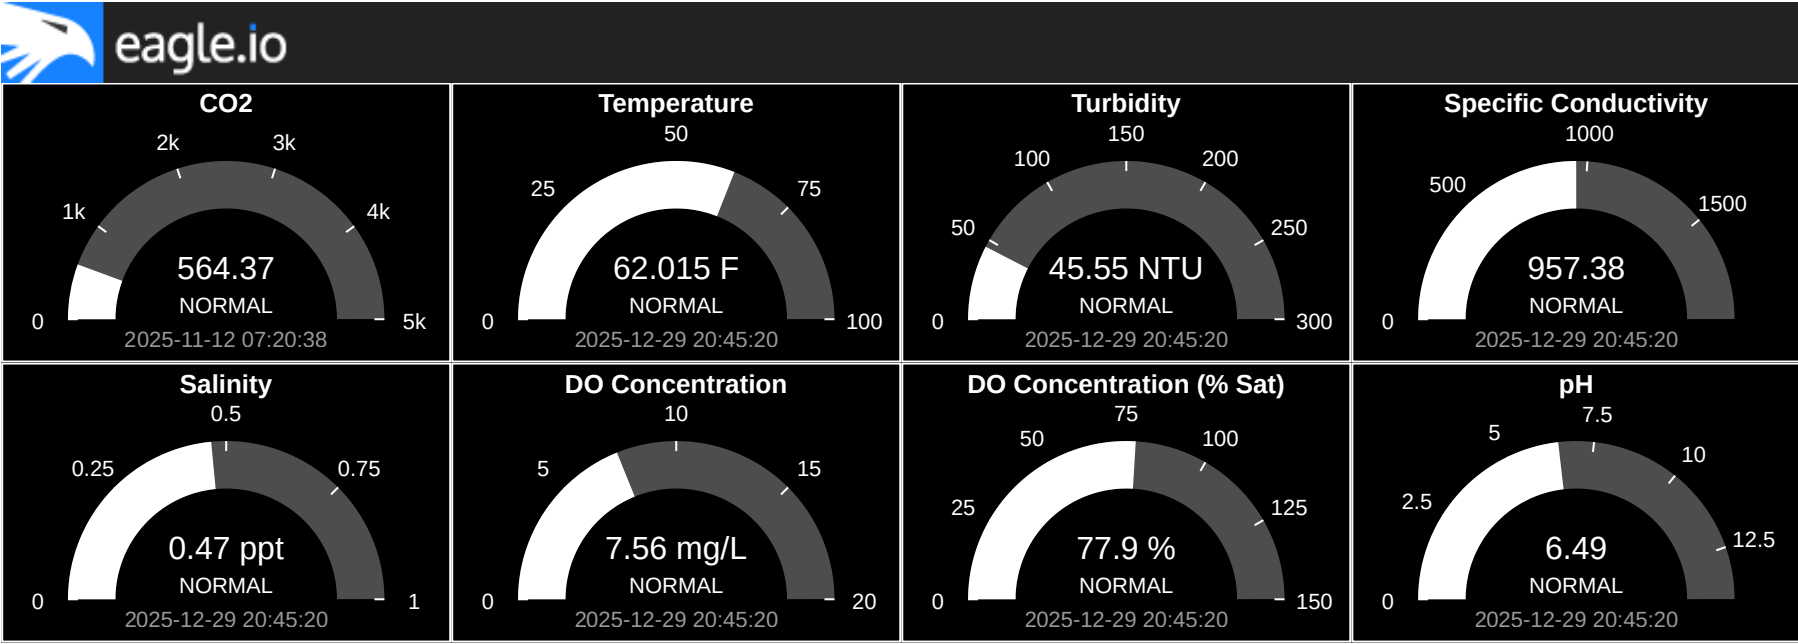 eagle.io
CO2
2k 3k
1k 4k
564.37
NORMAL
0 5k
2025-11-12 07:20:38
Temperature
50
25 75
62.015 F
NORMAL
0 100
2025-12-29 20:45:20
Turbidity
150
100 200
50 250
45.55 NTU
NORMAL
0 300
2025-12-29 20:45:20
Specific Conductivity
1000
500 1500
957.38
NORMAL
0
2025-12-29 20:45:20
Salinity
0.5
0.25 0.75
0.47 ppt
NORMAL
0 1
2025-12-29 20:45:20
DO Concentration
10
5 15
7.56 mg/L
NORMAL
0 20
2025-12-29 20:45:20
DO Concentration (% Sat)
75
50 100
25 125
77.9 %
NORMAL
0 150
2025-12-29 20:45:20
pH
7.5
5 10
2.5 12.5
6.49
NORMAL
0
2025-12-29 20:45:20